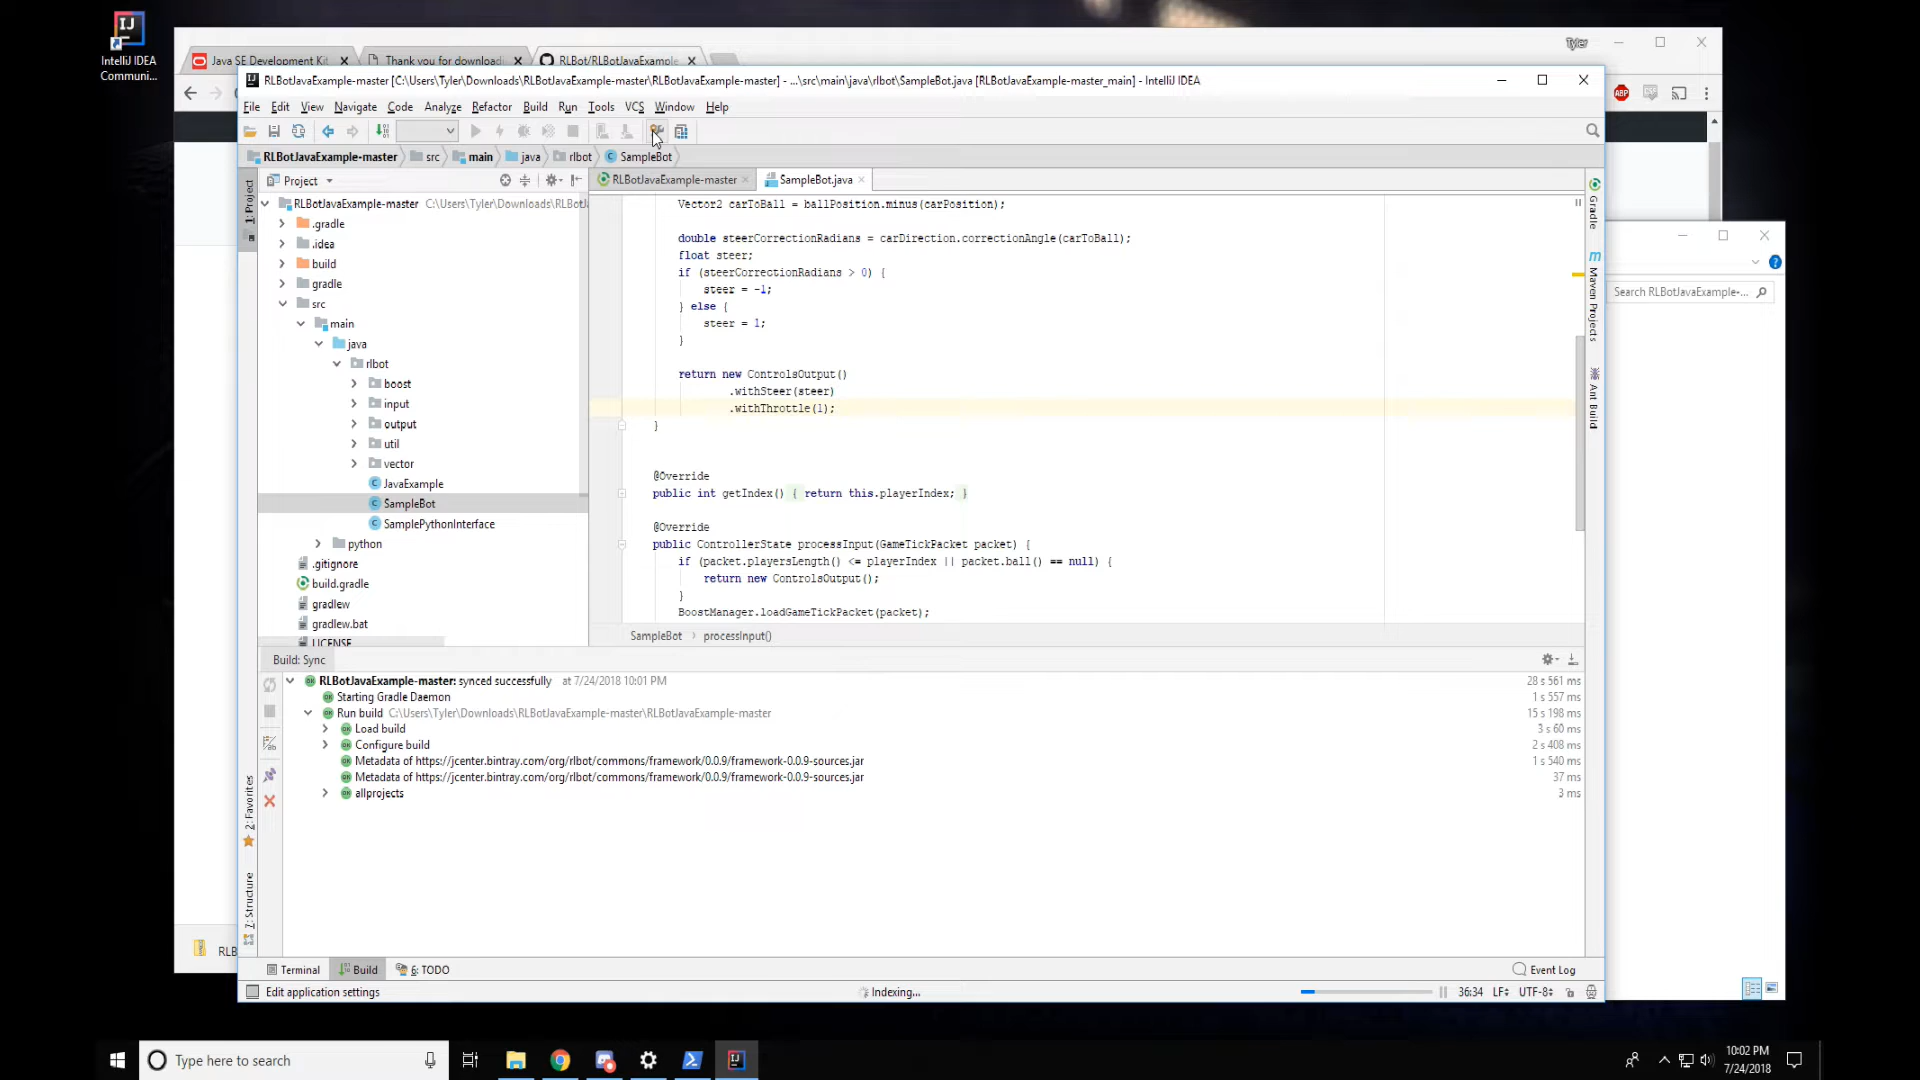 IntelliJ IDEA
Communi...
Java SE Development Kit
Thank you for downloadi
RLBot/RLBotJavaExample
Tyler
RLBotJavaExample-master [C:\Users\Tyler\Downloads\RLBotJavaExample-master\RLBotJavaExample-master] - ...\src\main\java\rlbot\SampleBot.java [RLBotJavaExample-master_main] - IntelliJ IDEA
File Edit View Navigate Code Analyze Refactor Build Run Tools VCS Window Help
ABP
RLBotJavaExample-master src main java rlbot SampleBot
Project
RLBotJavaExample-master
SampleBot.java
1: Project
RLBotJavaExample-master C:\Users\Tyler\Downloads\RLBotJ
.gradle
.idea
build
gradle
src
main
java
rlbot
boost
input
output
util
vector
JavaExample
SampleBot
SamplePythonInterface
python
.gitignore
build.gradle
gradlew
gradlew.bat
LICENSE
Vector2 carToBall = ballPosition.minus(carPosition);
double steerCorrectionRadians = carDirection.correctionAngle(carToBall);
float steer;
if (steerCorrectionRadians > 0) {
steer = -1;
} else {
steer = 1;
}
return new ControlsOutput()
.withSteer(steer)
.withThrottle(1);
}
@Override
public int getIndex() { return this.playerIndex; }
@Override
public ControllerState processInput(GameTickPacket packet) {
if (packet.playersLength() <= playerIndex || packet.ball() == null) {
return new ControlsOutput();
}
BoostManager.loadGameTickPacket(packet);
SampleBot › processInput()
Gradle
Maven Projects
Ant Build
Search RLBotJavaExample-...
Build: Sync
RLBotJavaExample-master: synced successfully at 7/24/2018 10:01 PM 28 s 561 ms
Starting Gradle Daemon 1 s 557 ms
Run build C:\Users\Tyler\Downloads\RLBotJavaExample-master\RLBotJavaExample-master 15 s 198 ms
Load build 3 s 60 ms
Configure build 2 s 408 ms
Metadata of https://jcenter.bintray.com/org/rlbot/commons/framework/0.0.9/framework-0.0.9-sources.jar 1 s 540 ms
Metadata of https://jcenter.bintray.com/org/rlbot/commons/framework/0.0.9/framework-0.0.9-sources.jar 37 ms
allprojects 3 ms
2: Favorites
7: Structure
RLB
Terminal Build 6: TODO Event Log
Edit application settings Indexing... 36:34 LF UTF-8
Type here to search
10:02 PM
7/24/2018